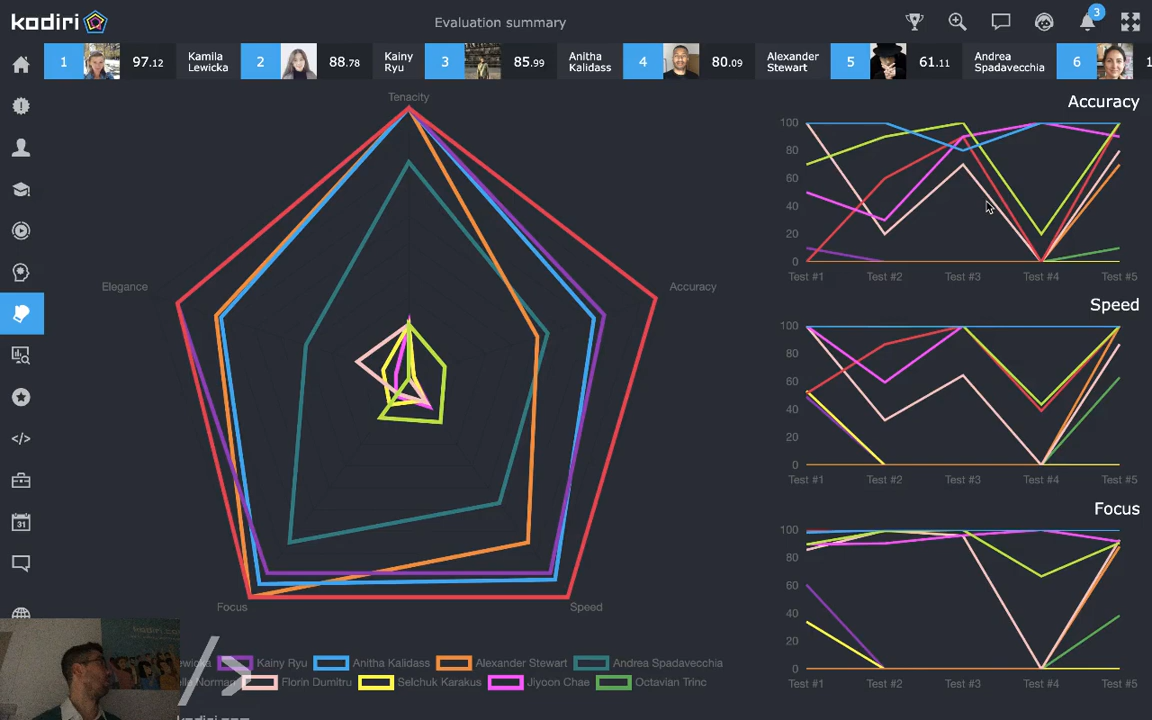 kodiri
Evaluation summary
3
1 97.12 Kamila Lewicka
2 88.78 Kainy Ryu
3 85.99 Anitha Kalidass
4 80.09 Alexander Stewart
5 61.11 Andrea Spadavecchia
6 1
Tenacity
Accuracy
Speed
Focus
Elegance
Kainy Ryu Anitha Kalidass Alexander Stewart Andrea Spadavecchia
Florin Dumitru Selchuk Karakus Jiyoon Chae Octavian Trinc
Accuracy
100
80
60
40
20
0
Test #1 Test #2 Test #3 Test #4 Test #5
Speed
100
80
60
40
20
0
Test #1 Test #2 Test #3 Test #4 Test #5
Focus
100
80
60
40
20
0
Test #1 Test #2 Test #3 Test #4 Test #5
</>
31